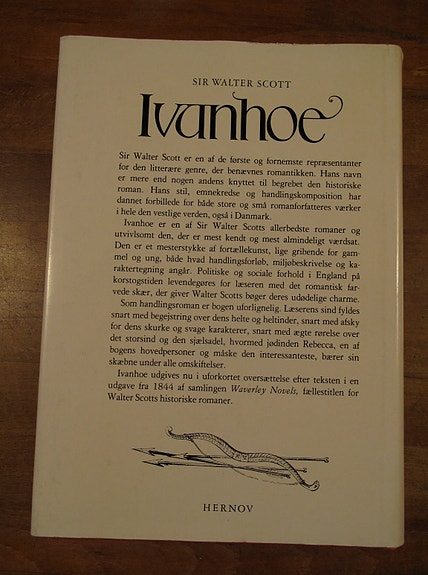 SIR WALTER SCOTT
Ivanhoe
Sir Walter Scott er en af de første og fornemste repræsentanter
for den litterære genre, der benævnes romantikken. Hans navn
er mere end nogen andens knyttet til begrebet den historiske
roman. Hans stil, emnekredse og handlingskomposition har
dannet forbillede for både store og små romanforfatteres værker
i hele den vestlige verden, også i Danmark.
Ivanhoe er en af Sir Walter Scotts allerbedste romaner og
utvivlsomt den, der er mest kendt og mest almindeligt værdsat.
Den er et mesterstykke af fortællekunst, lige gribende for gam-
mel og ung, både hvad handlingsforløb, miljøbeskrivelse og ka-
raktertegning angår. Politiske og sociale forhold i England på
korstogstiden levendegøres for læseren med det romantisk far-
vede skær, der giver Walter Scotts bøger deres udødelige charme.
Som handlingsroman er bogen uforlignelig. Læserens sind fyldes
snart med begejstring over dens helte og heltinder, snart med afsky
for dens skurke og svage karakterer, snart med ægte rørelse over
det storsind og den sjælsadel, hvormed jødinden Rebecca, en af
bogens hovedpersoner og måske den interessanteste, bærer sin
skæbne under alle omskiftelser.
Ivanhoe udgives nu i uforkortet oversættelse efter teksten i en
udgave fra 1844 af samlingen Waverley Novels, fællestitlen for
Walter Scotts historiske romaner.
HERNOV